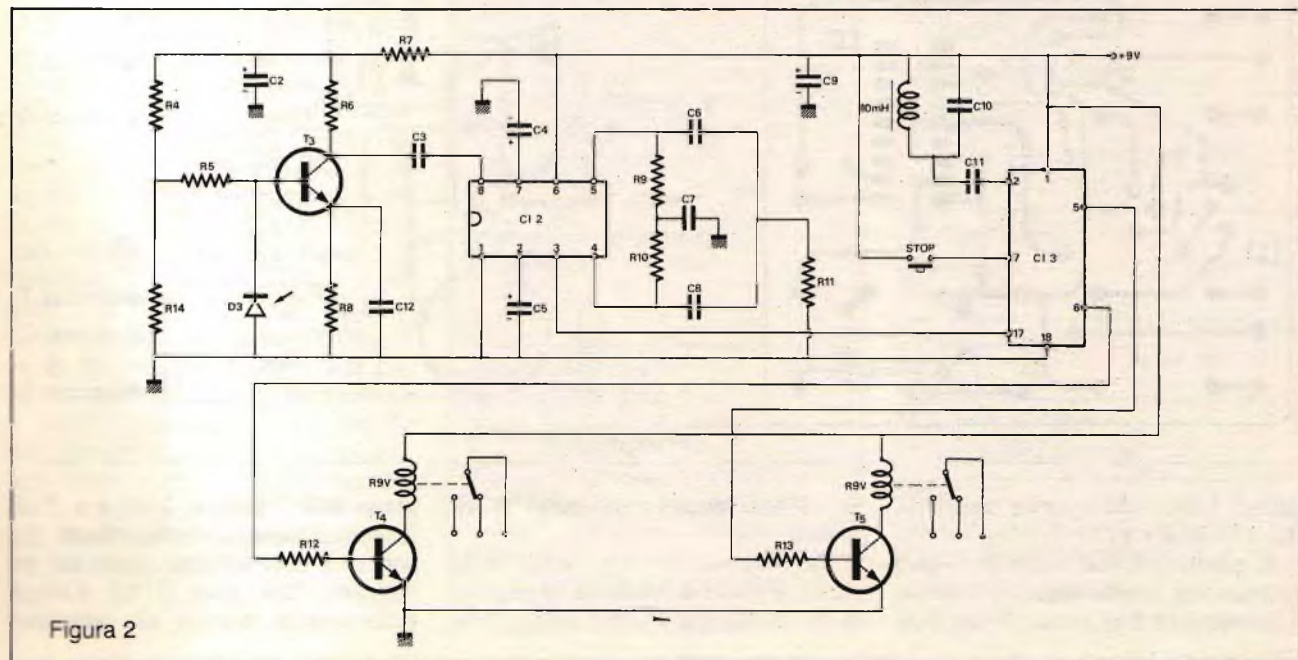 R7
+9V
R4
+
C2
-
R6
+
C9
-
10mH
C10
T3
C3
-
C4
+
C6
R5
R9
C11
8
7
6
5
2
1
5
C7
CI 2
STOP
7
CI 3
R14
D3
R8
C12
1
2
3
4
R10
R11
6
+
C5
-
C8
17
18
R9V
R9V
T4
T5
R12
R13
Figura 2